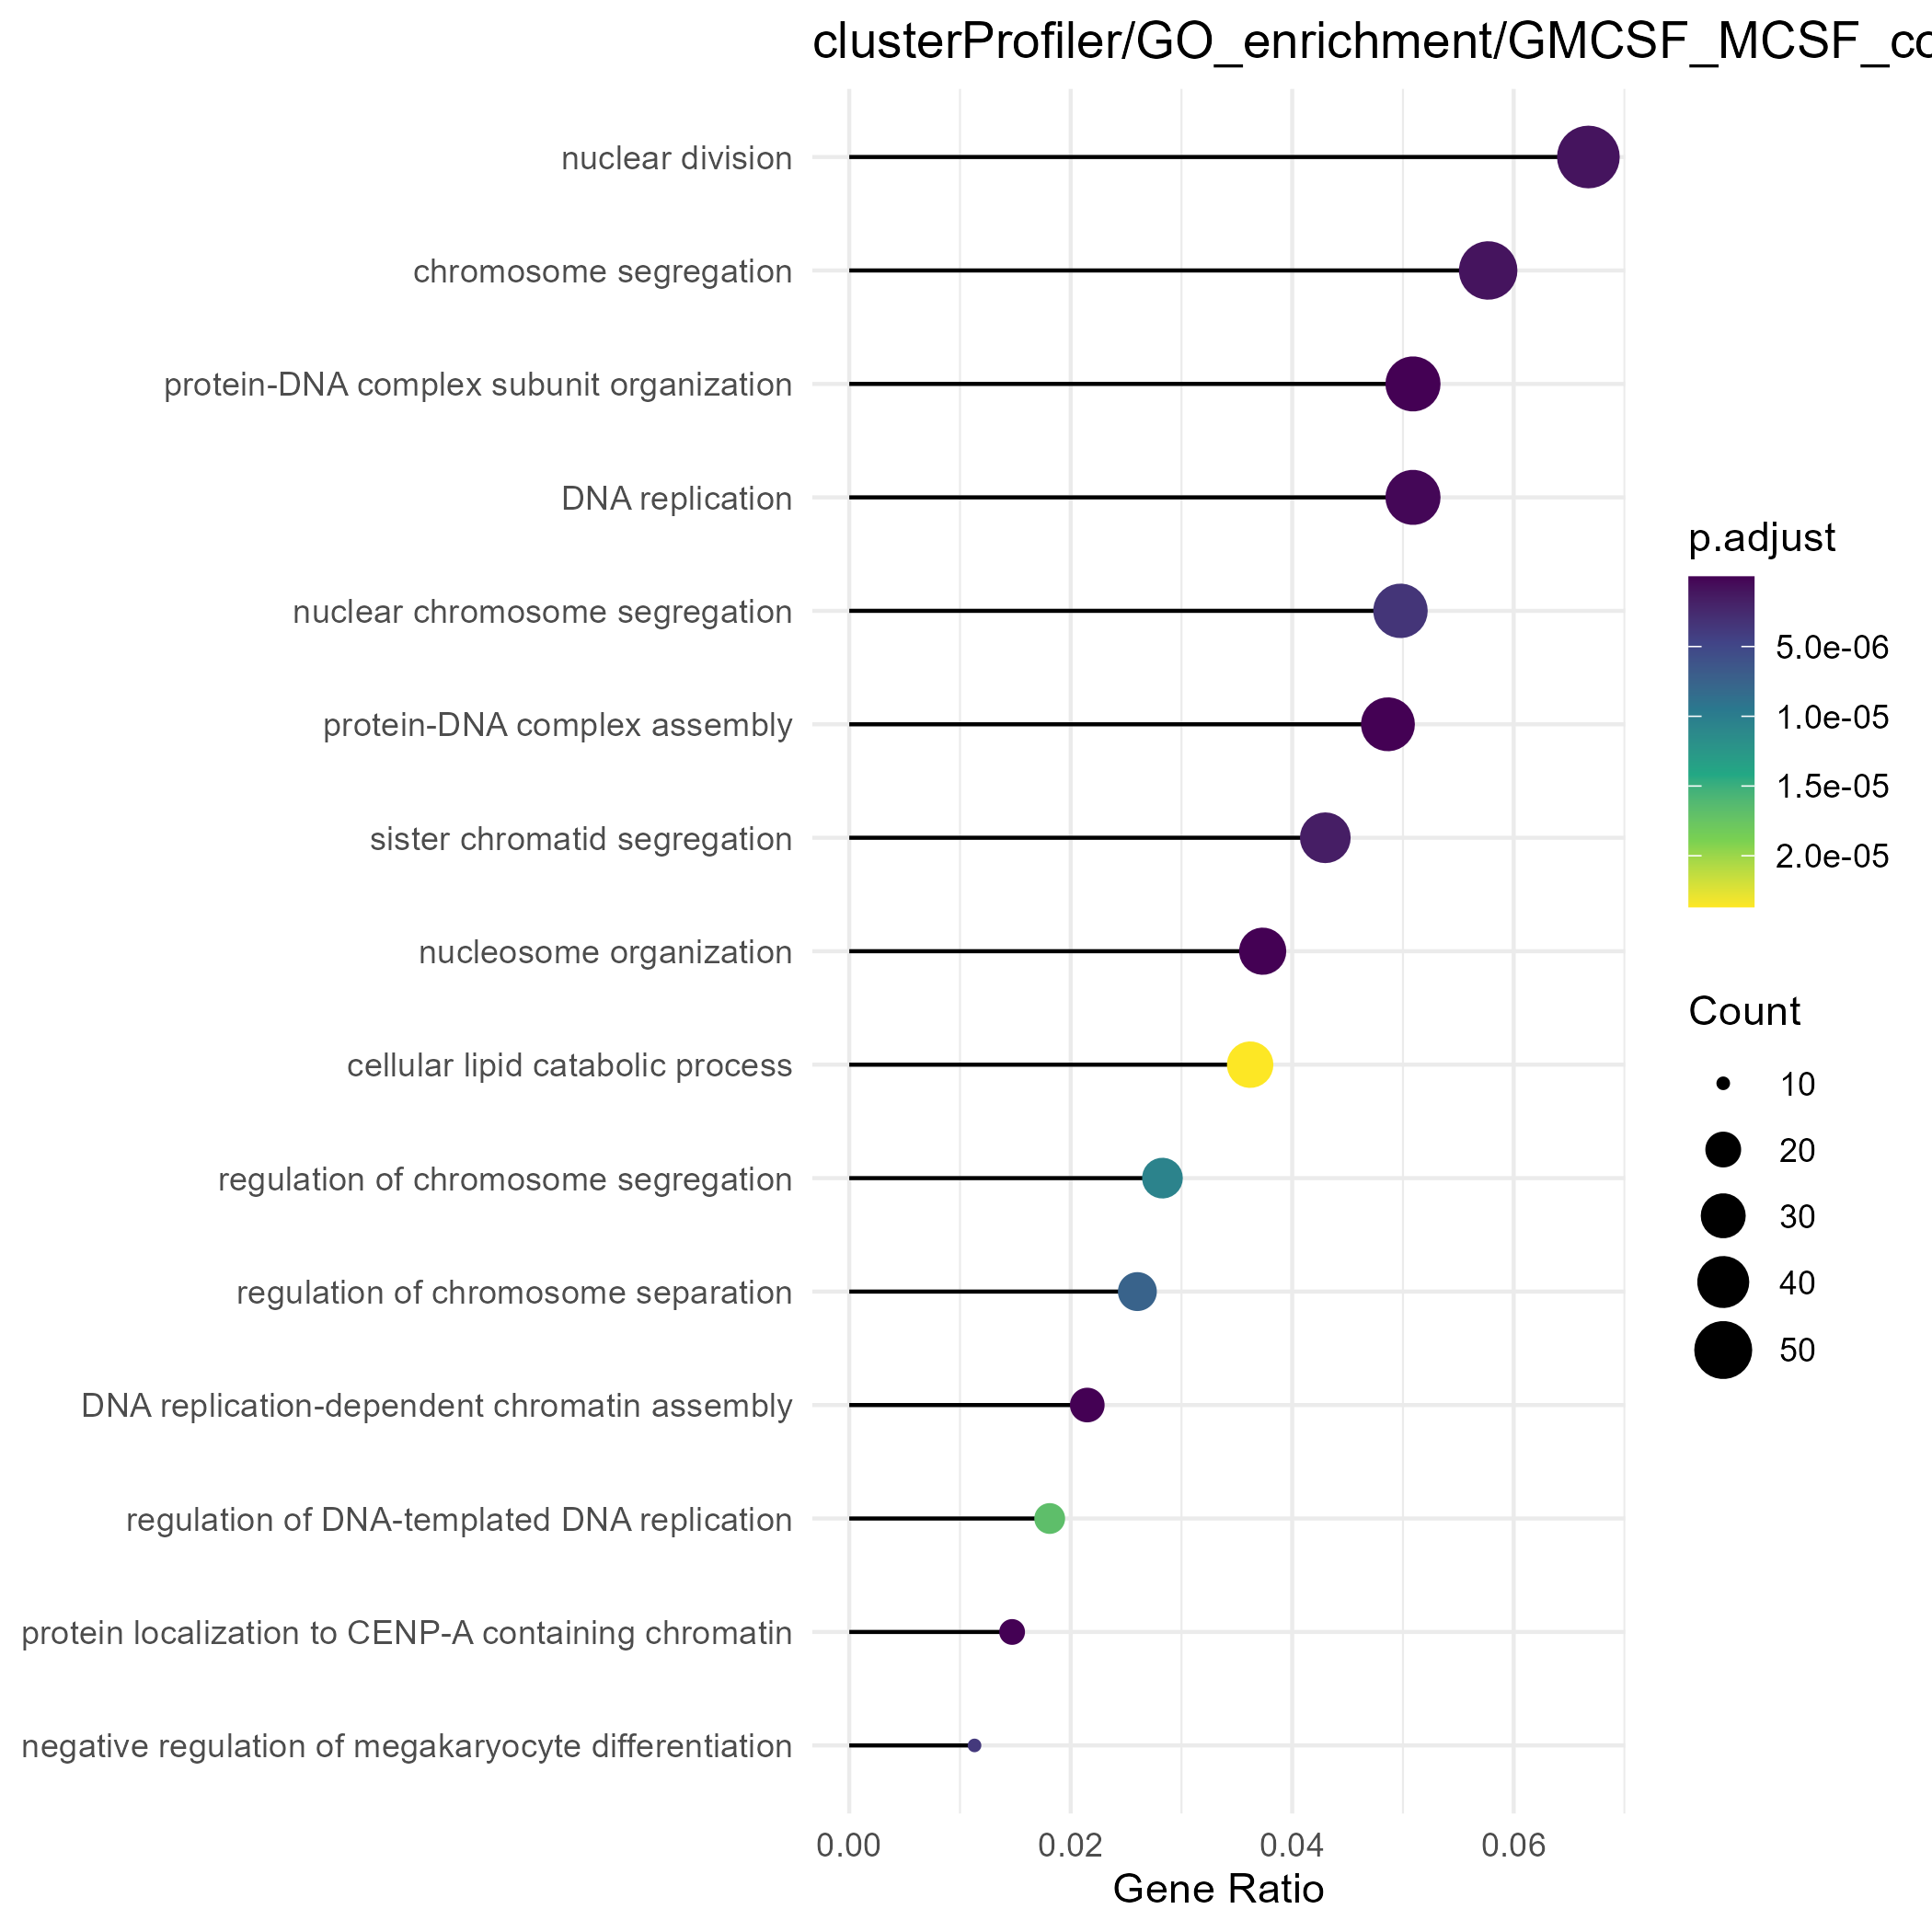 clusterProfiler/GO_enrichment/GMCSF_MCSF_co
nuclear division
chromosome segregation
protein-DNA complex subunit organization
DNA replication
nuclear chromosome segregation
protein-DNA complex assembly
sister chromatid segregation
nucleosome organization
cellular lipid catabolic process
regulation of chromosome segregation
regulation of chromosome separation
DNA replication-dependent chromatin assembly
regulation of DNA-templated DNA replication
protein localization to CENP-A containing chromatin
negative regulation of megakaryocyte differentiation
0.00 0.02 0.04 0.06
Gene Ratio
p.adjust
5.0e-06
1.0e-05
1.5e-05
2.0e-05
Count
10
20
30
40
50